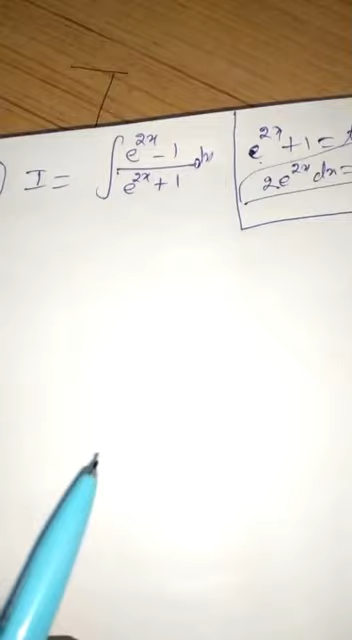 ) I = ∫ e^{2x} - 1 / e^{2x} + 1 dx
e^{2x} + 1 = t
2e^{2x} dx =